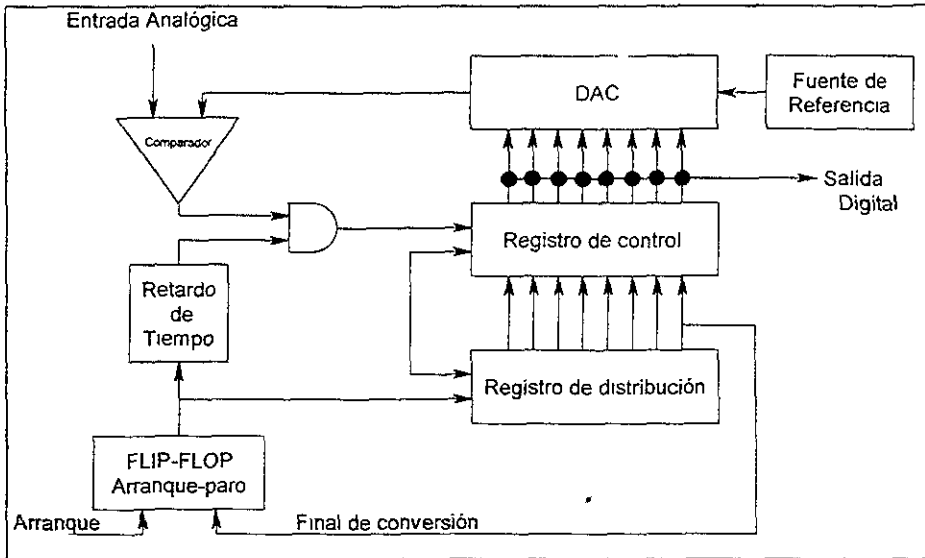 Entrada Analógica
DAC
Fuente de
Referencia
Comparador
Salida
Digital
Registro de control
Retardo
de
Tiempo
Registro de distribución
FLIP-FLOP
Arranque-paro
Arranque
Final de conversión